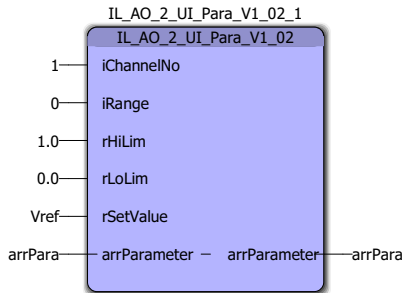 IL_AO_2_UI_Para_V1_02_1
IL_AO_2_UI_Para_V1_02
1 iChannelNo
0 iRange
1.0 rHiLim
0.0 rLoLim
Vref rSetValue
arrPara arrParameter – arrParameter arrPara